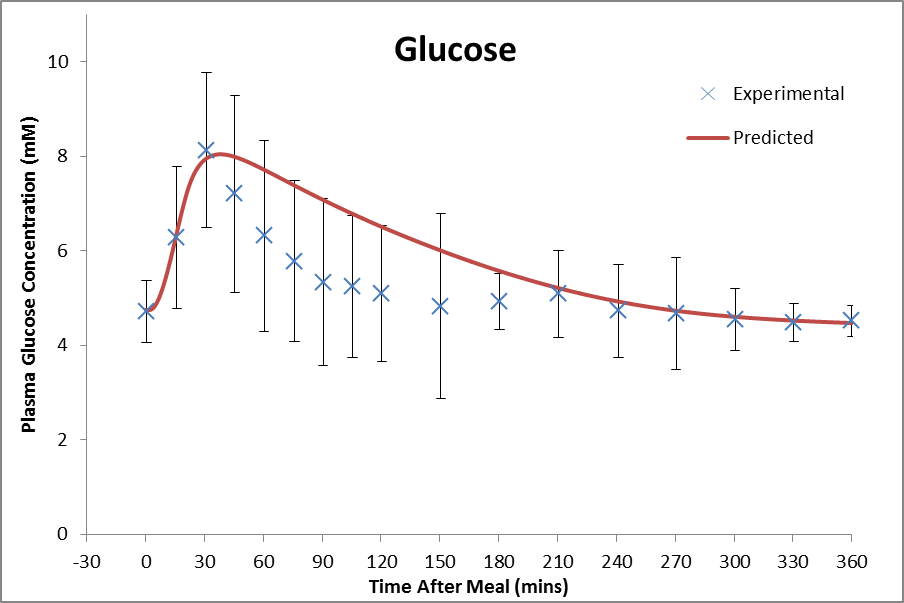 Glucose
Experimental
Predicted
Plasma Glucose Concentration (mM)
10
8
6
4
2
0
-30 0 30 60 90 120 150 180 210 240 270 300 330 360
Time After Meal (mins)